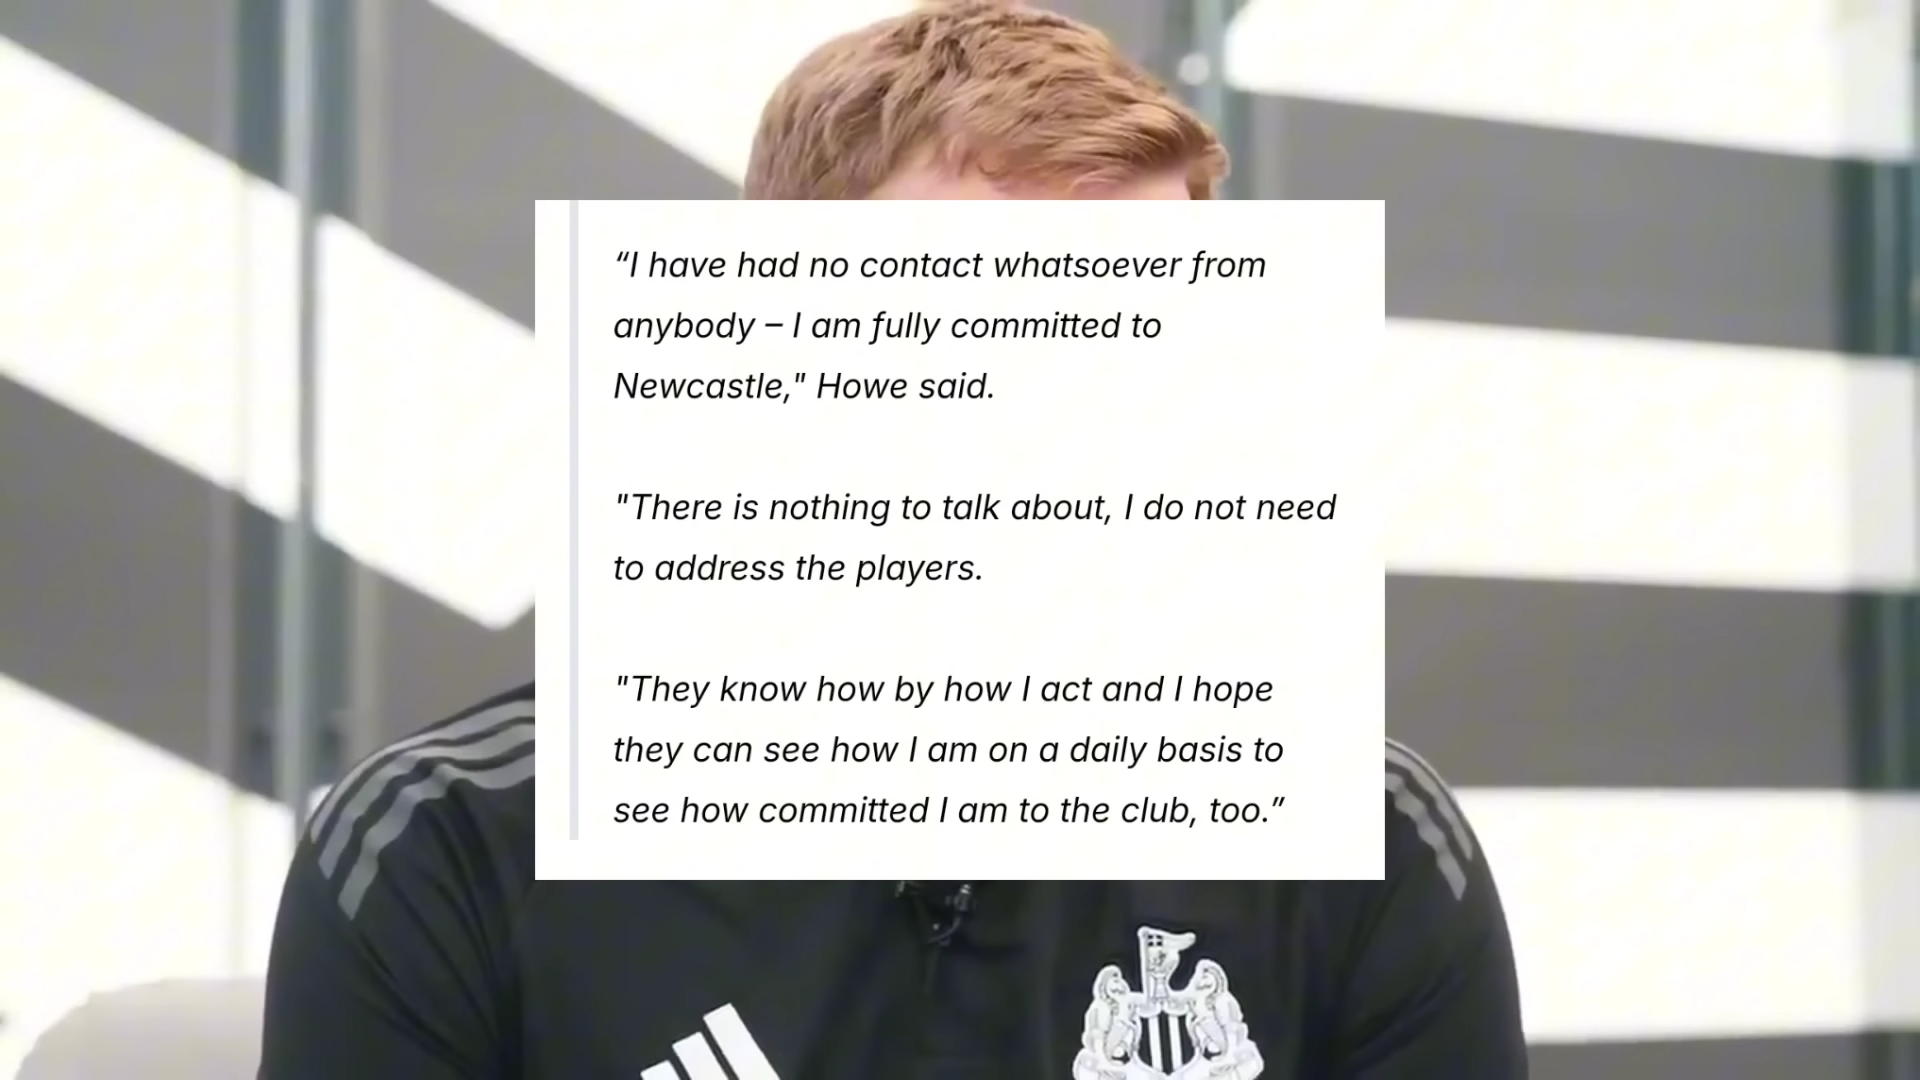 “I have had no contact whatsoever from
anybody – I am fully committed to
Newcastle," Howe said.
"There is nothing to talk about, I do not need
to address the players.
"They know how by how I act and I hope
they can see how I am on a daily basis to
see how committed I am to the club, too.”